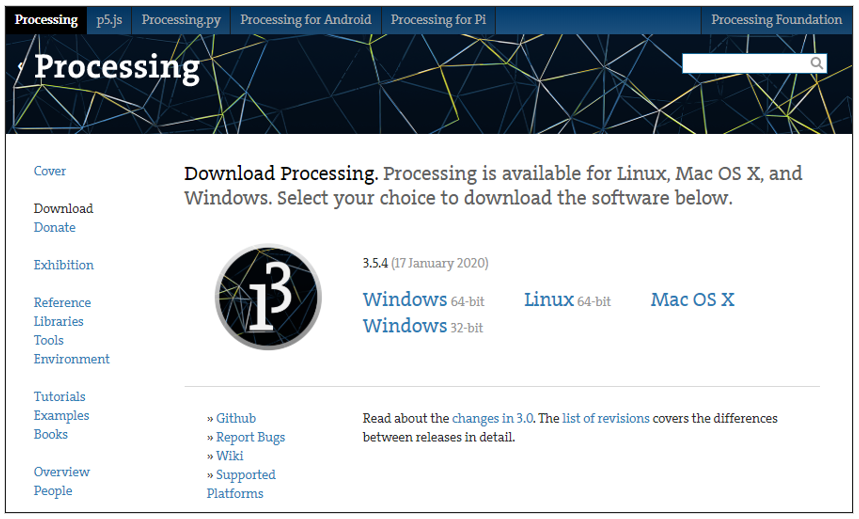 Processing p5.js Processing.py Processing for Android Processing for Pi Processing Foundation
Processing
Cover
Download
Donate
Exhibition
Reference
Libraries
Tools
Environment
Tutorials
Examples
Books
Overview
People
Download Processing. Processing is available for Linux, Mac OS X, and
Windows. Select your choice to download the software below.
3
1
3.5.4 (17 January 2020)
Windows 64-bit Linux 64-bit Mac OS X
Windows 32-bit
» Github
» Report Bugs
» Wiki
» Supported
Platforms
Read about the changes in 3.0. The list of revisions covers the differences
between releases in detail.